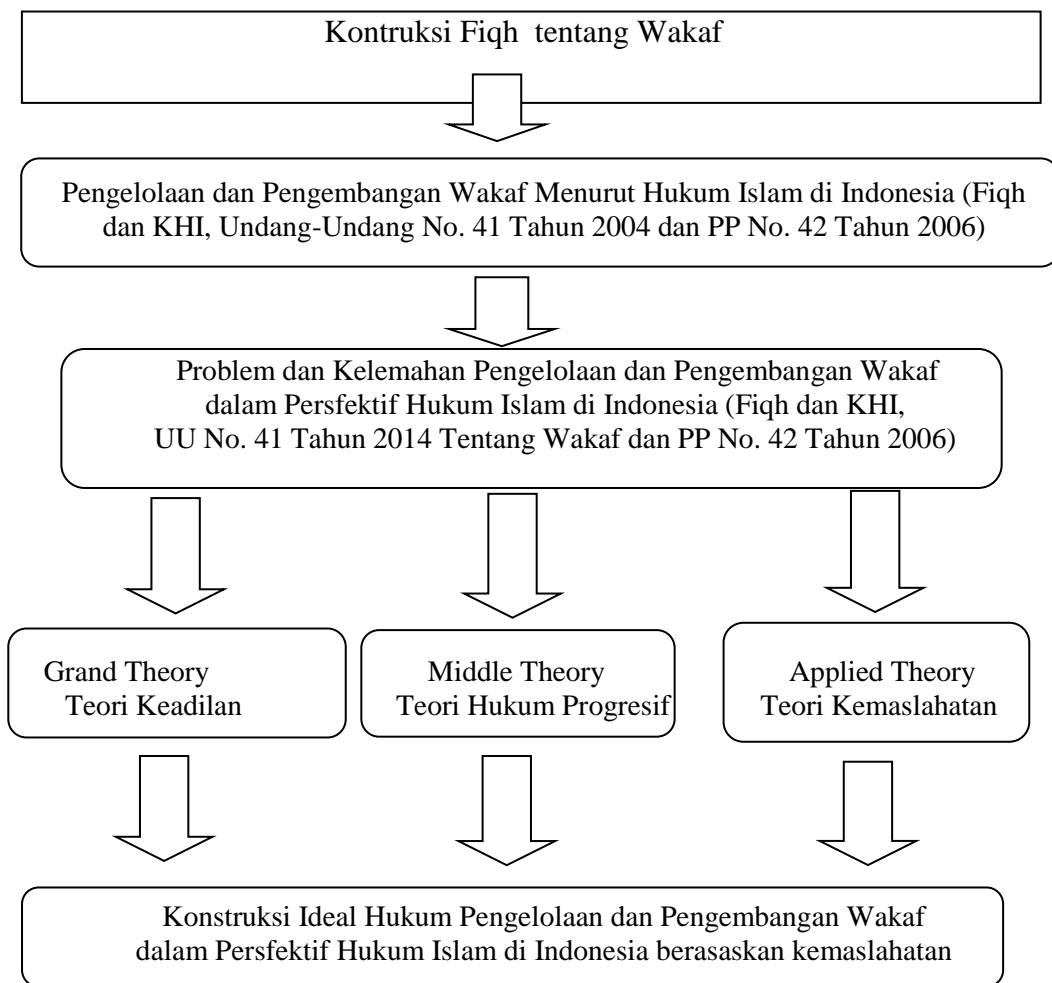 Kontruksi Fiqh tentang Wakaf
Pengelolaan dan Pengembangan Wakaf Menurut Hukum Islam di Indonesia (Fiqh
dan KHI, Undang-Undang No. 41 Tahun 2004 dan PP No. 42 Tahun 2006)
Problem dan Kelemahan Pengelolaan dan Pengembangan Wakaf
dalam Persfektif Hukum Islam di Indonesia (Fiqh dan KHI,
UU No. 41 Tahun 2014 Tentang Wakaf dan PP No. 42 Tahun 2006)
Grand Theory
Teori Keadilan
Middle Theory
Teori Hukum Progresif
Applied Theory
Teori Kemaslahatan
Konstruksi Ideal Hukum Pengelolaan dan Pengembangan Wakaf
dalam Persfektif Hukum Islam di Indonesia berasaskan kemaslahatan